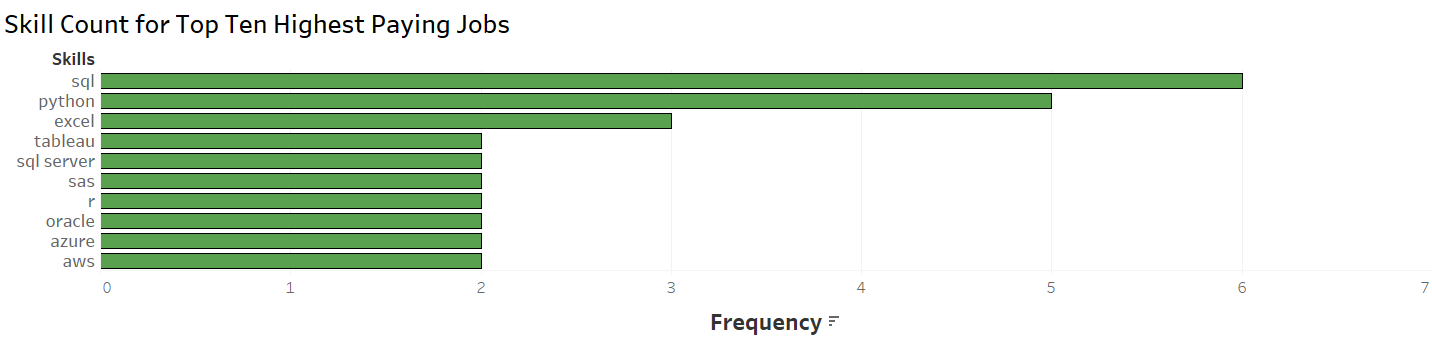 Skill Count for Top Ten Highest Paying Jobs
Skills
sql
python
excel
tableau
sql server
sas
r
oracle
azure
aws
0 1 2 3 4 5 6 7
Frequency